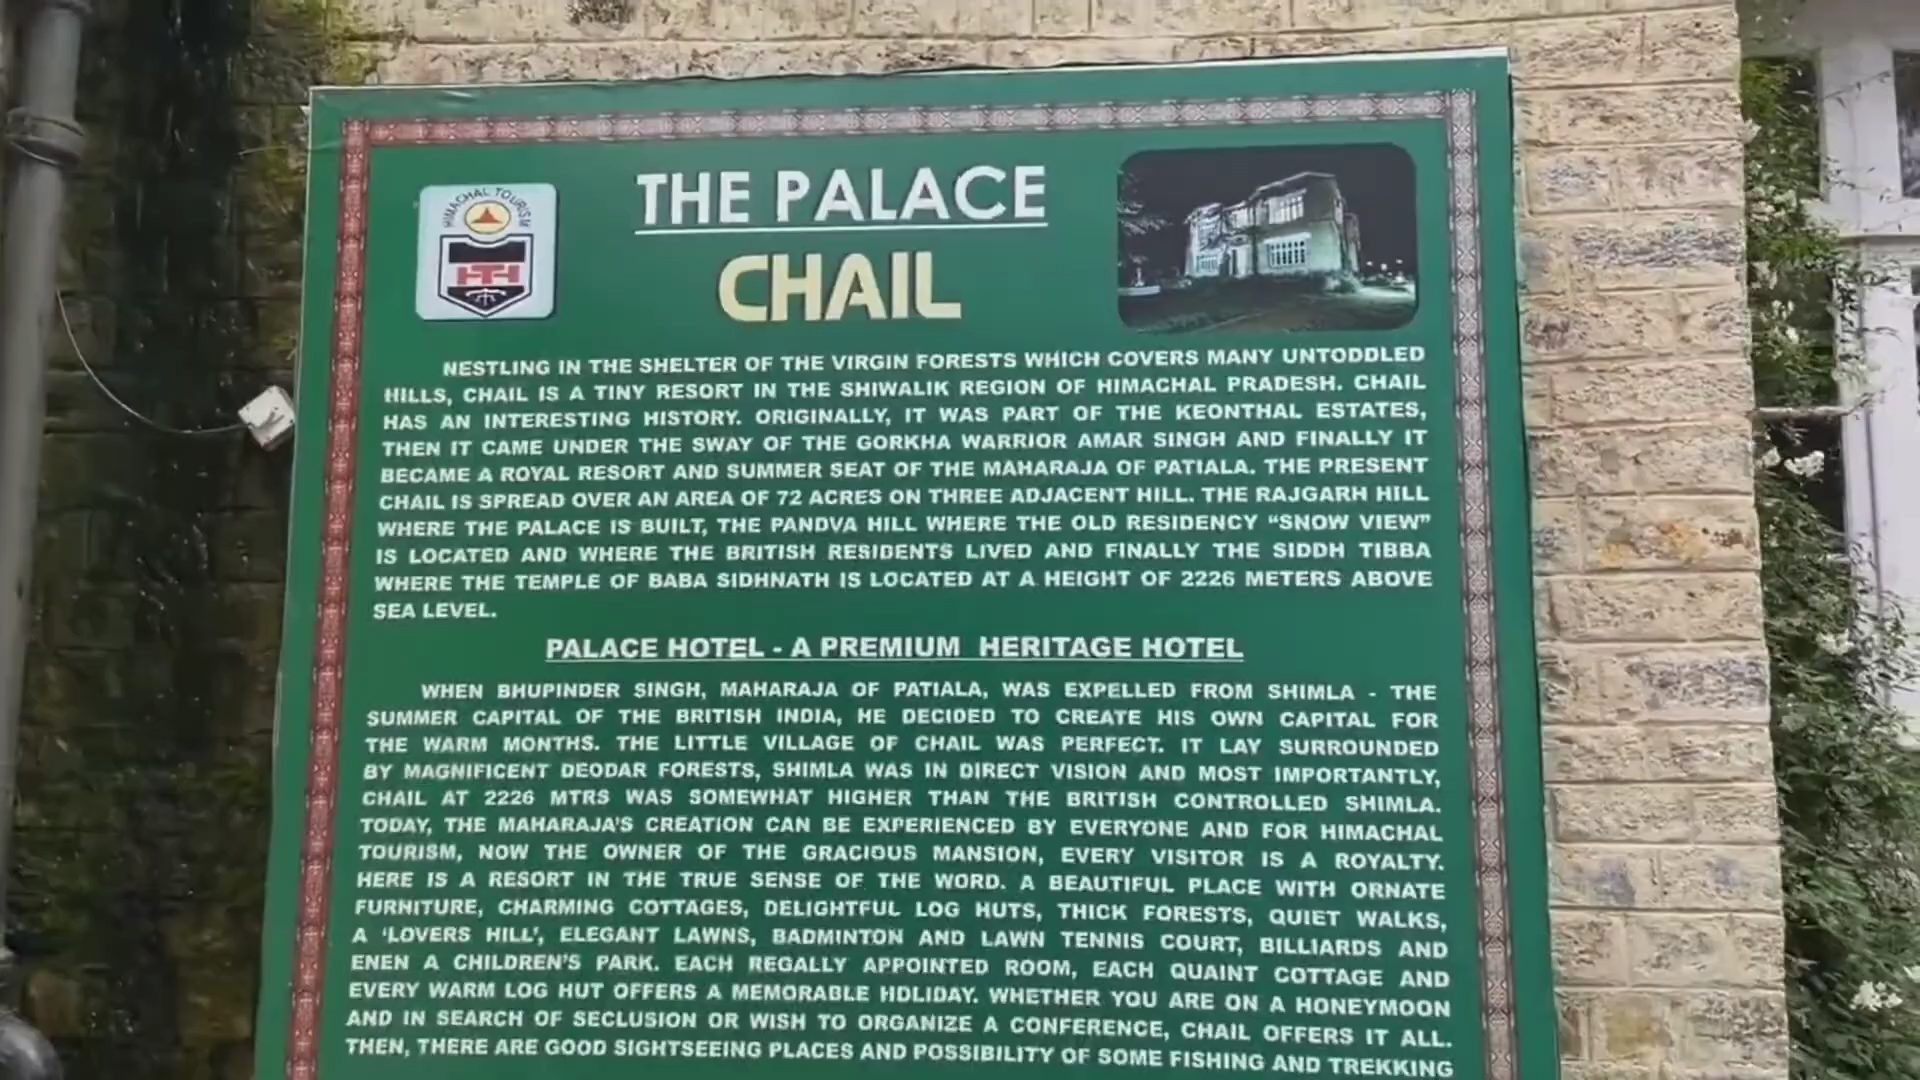 HIMACHAL TOURISM
HTH
THE PALACE
CHAIL
NESTLING IN THE SHELTER OF THE VIRGIN FORESTS WHICH COVERS MANY UNTODDLED
HILLS, CHAIL IS A TINY RESORT IN THE SHIWALIK REGION OF HIMACHAL PRADESH. CHAIL
HAS AN INTERESTING HISTORY. ORIGINALLY, IT WAS PART OF THE KEONTHAL ESTATES,
THEN IT CAME UNDER THE SWAY OF THE GORKHA WARRIOR AMAR SINGH AND FINALLY IT
BECAME A ROYAL RESORT AND SUMMER SEAT OF THE MAHARAJA OF PATIALA. THE PRESENT
CHAIL IS SPREAD OVER AN AREA OF 72 ACRES ON THREE ADJACENT HILL. THE RAJGARH HILL
WHERE THE PALACE IS BUILT, THE PANDVA HILL WHERE THE OLD RESIDENCY “SNOW VIEW”
IS LOCATED AND WHERE THE BRITISH RESIDENTS LIVED AND FINALLY THE SIDDH TIBBA
WHERE THE TEMPLE OF BABA SIDHNATH IS LOCATED AT A HEIGHT OF 2226 METERS ABOVE
SEA LEVEL.
PALACE HOTEL - A PREMIUM HERITAGE HOTEL
WHEN BHUPINDER SINGH, MAHARAJA OF PATIALA, WAS EXPELLED FROM SHIMLA - THE
SUMMER CAPITAL OF THE BRITISH INDIA, HE DECIDED TO CREATE HIS OWN CAPITAL FOR
THE WARM MONTHS. THE LITTLE VILLAGE OF CHAIL WAS PERFECT. IT LAY SURROUNDED
BY MAGNIFICENT DEODAR FORESTS, SHIMLA WAS IN DIRECT VISION AND MOST IMPORTANTLY,
CHAIL AT 2226 MTRS WAS SOMEWHAT HIGHER THAN THE BRITISH CONTROLLED SHIMLA.
TODAY, THE MAHARAJA'S CREATION CAN BE EXPERIENCED BY EVERYONE AND FOR HIMACHAL
TOURISM, NOW THE OWNER OF THE GRACIOUS MANSION, EVERY VISITOR IS A ROYALTY.
HERE IS A RESORT IN THE TRUE SENSE OF THE WORD. A BEAUTIFUL PLACE WITH ORNATE
FURNITURE, CHARMING COTTAGES, DELIGHTFUL LOG HUTS, THICK FORESTS, QUIET WALKS,
A ‘LOVERS HILL’, ELEGANT LAWNS, BADMINTON AND LAWN TENNIS COURT, BILLIARDS AND
ENEN A CHILDREN'S PARK. EACH REGALLY APPOINTED ROOM, EACH QUAINT COTTAGE AND
EVERY WARM LOG HUT OFFERS A MEMORABLE HOLIDAY. WHETHER YOU ARE ON A HONEYMOON
AND IN SEARCH OF SECLUSION OR WISH TO ORGANIZE A CONFERENCE, CHAIL OFFERS IT ALL.
THEN, THERE ARE GOOD SIGHTSEEING PLACES AND POSSIBILITY OF SOME FISHING AND TREKKING